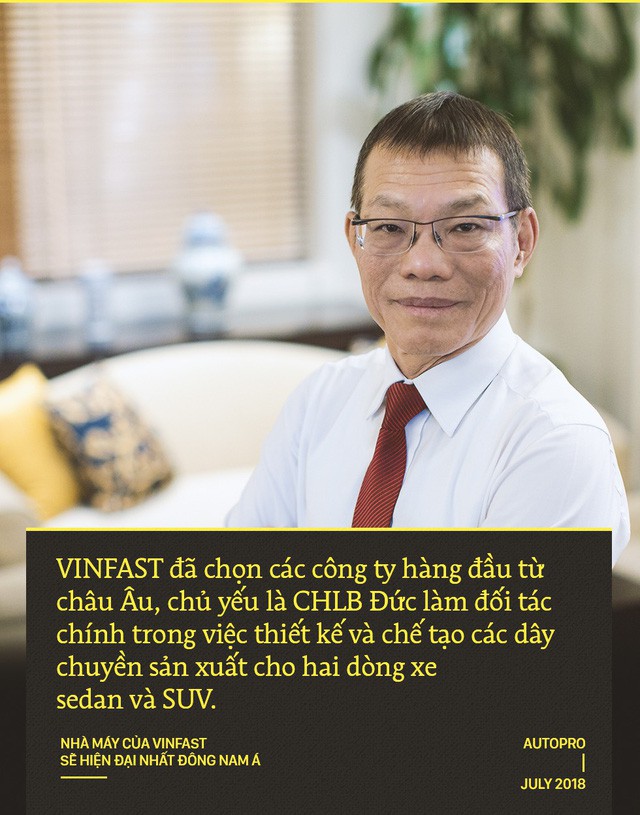 VINFAST đã chọn các công ty hàng đầu từ
châu Âu, chủ yếu là CHLB Đức làm đối tác
chính trong việc thiết kế và chế tạo các dây
chuyền sản xuất cho hai dòng xe
sedan và SUV.
NHÀ MÁY CỦA VINFAST
SẼ HIỆN ĐẠI NHẤT ĐÔNG NAM Á
AUTOPRO
|
JULY 2018